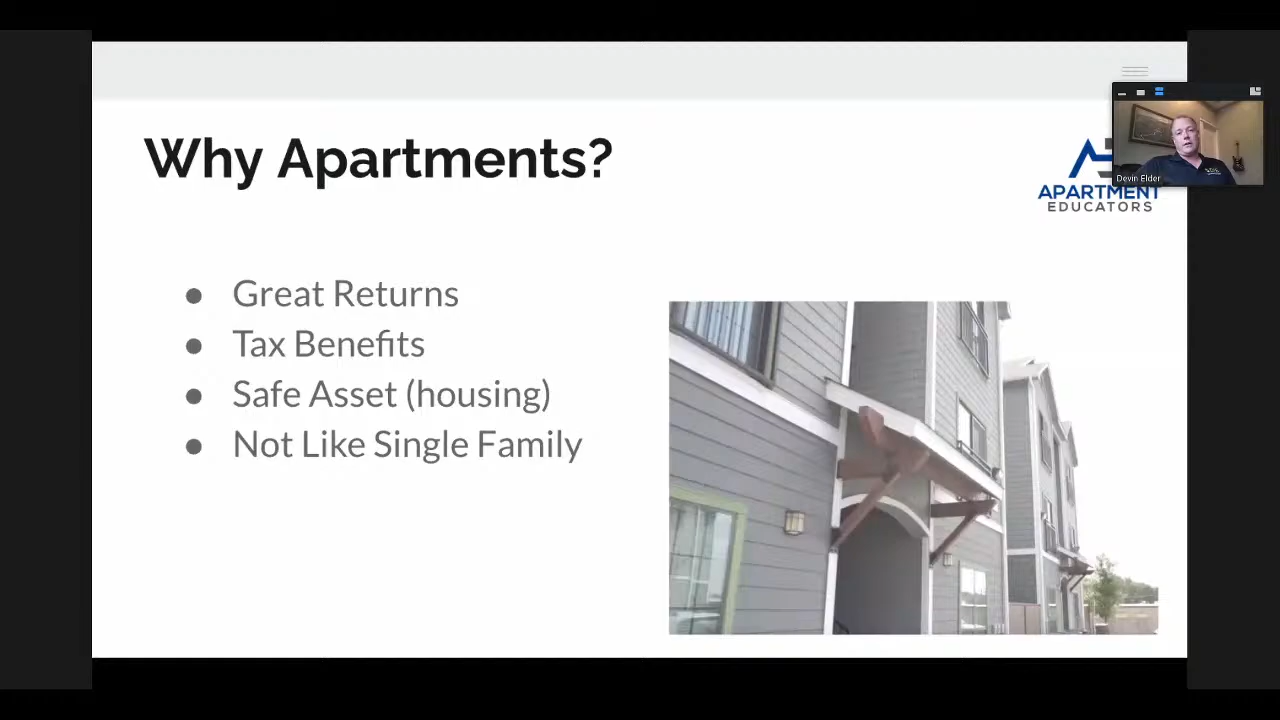 Why Apartments?
Devin Elder
APARTMENT
EDUCATORS
● Great Returns
● Tax Benefits
● Safe Asset (housing)
● Not Like Single Family